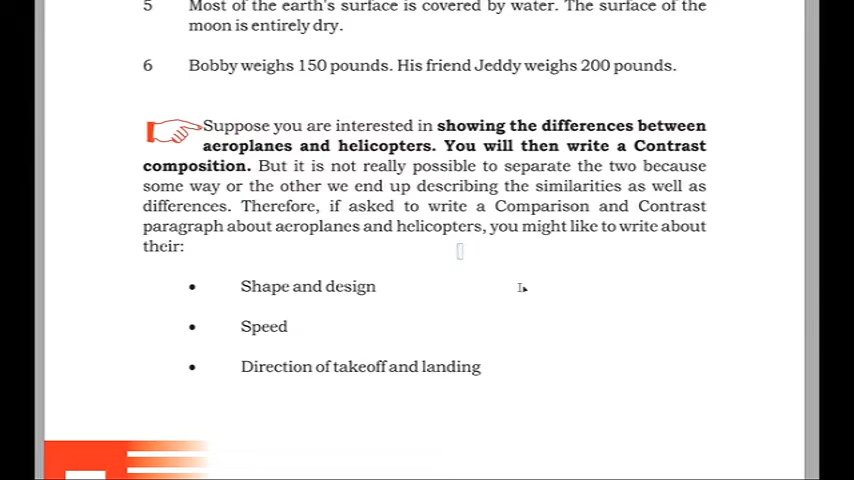 5 Most of the earth's surface is covered by water. The surface of the
moon is entirely dry.
6 Bobby weighs 150 pounds. His friend Jeddy weighs 200 pounds.
Suppose you are interested in showing the differences between
aeroplanes and helicopters. You will then write a Contrast
composition. But it is not really possible to separate the two because
some way or the other we end up describing the similarities as well as
differences. Therefore, if asked to write a Comparison and Contrast
paragraph about aeroplanes and helicopters, you might like to write about
their:
• Shape and design
• Speed
• Direction of takeoff and landing